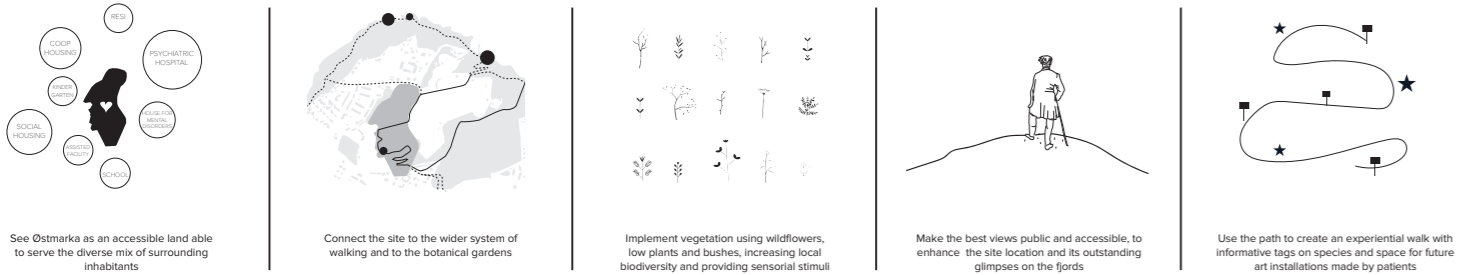 RESI
COOP
HOUSING
PSYCHIATRIC
HOSPITAL
KINDER
GARTEN
HOUSE FOR
MENTAL
DISORDERS
SOCIAL
HOUSING
ASSISTED
FACILITY
SCHOOL
See Østmarka as an accessible land able
to serve the diverse mix of surrounding
inhabitants
Connect the site to the wider system of
walking and to the botanical gardens
Implement vegetation using wildflowers,
low plants and bushes, increasing local
biodiversity and providing sensorial stimuli
Make the best views public and accessible, to
enhance the site location and its outstanding
glimpses on the fjords
Use the path to create an experiential walk with
informative tags on species and space for future
art installations made by patients